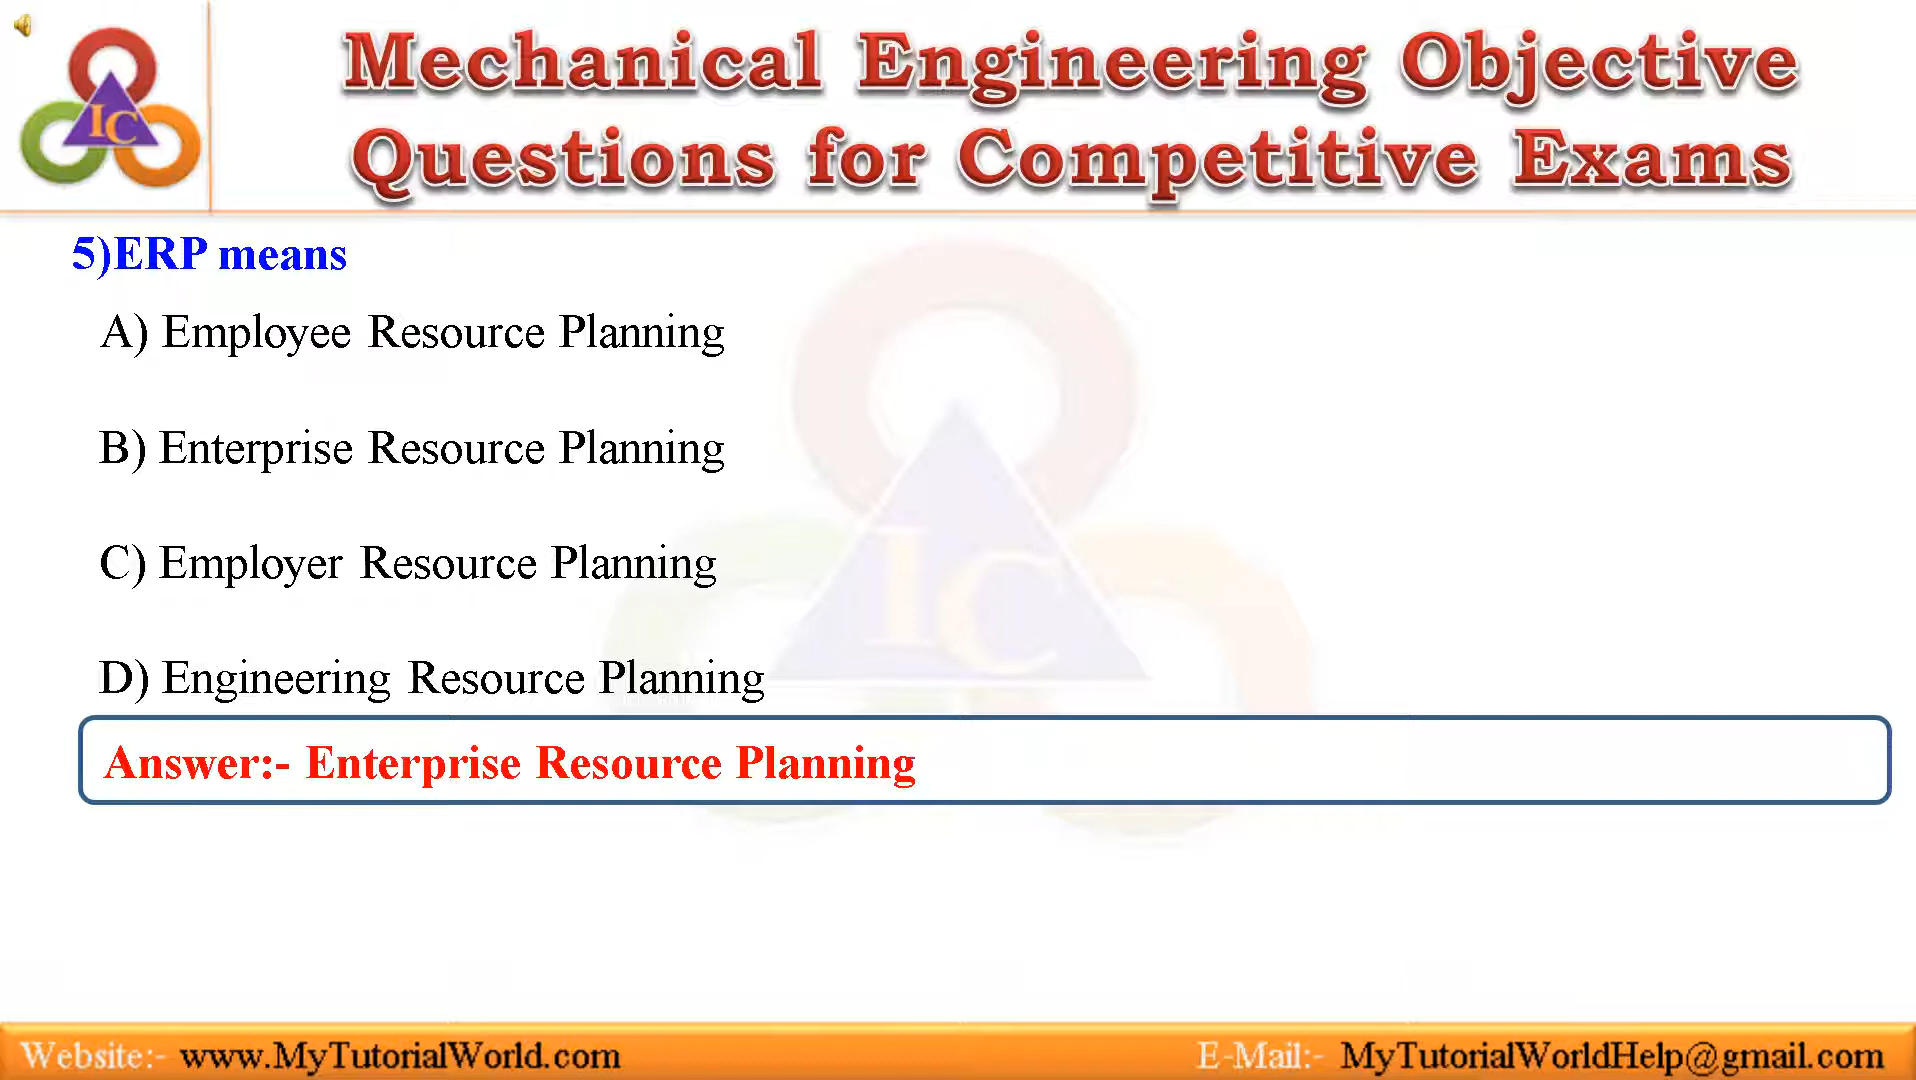 IC
Mechanical Engineering Objective
Questions for Competitive Exams
5)ERP means
A) Employee Resource Planning
B) Enterprise Resource Planning
C) Employer Resource Planning
D) Engineering Resource Planning
IC
Answer:- Enterprise Resource Planning
Website:- www.MyTutorialWorld.com
E-Mail:- MyTutorialWorldHelp@gmail.com